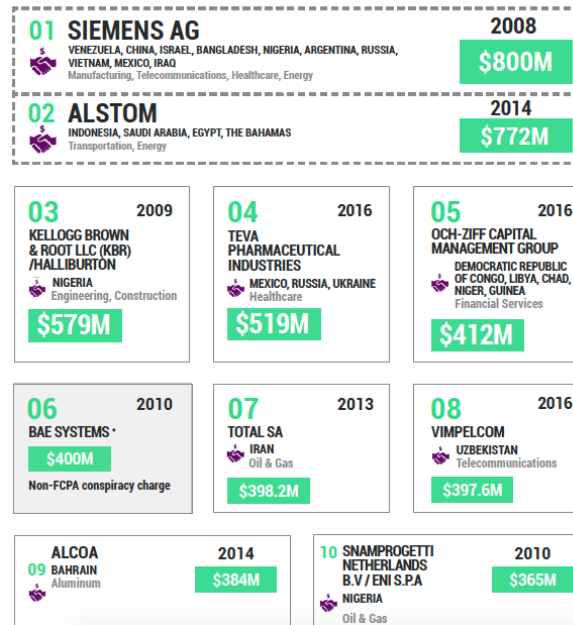 01 SIEMENS AG
2008
VENEZUELA, CHINA, ISRAEL, BANGLADESH, NIGERIA, ARGENTINA, RUSSIA,
VIETNAM, MEXICO, IRAQ
Manufacturing, Telecommunications, Healthcare, Energy
$800M
02 ALSTOM
2014
INDONESIA, SAUDI ARABIA, EGYPT, THE BAHAMAS
Transportation, Energy
$772M
03
2009
KELLOGG BROWN
& ROOT LLC (KBR)
/HALLIBURTON
NIGERIA
Engineering, Construction
$579M
04
2016
TEVA
PHARMACEUTICAL
INDUSTRIES
MEXICO, RUSSIA, UKRAINE
Healthcare
$519M
05
2016
OCH-ZIFF CAPITAL
MANAGEMENT GROUP
DEMOCRATIC REPUBLIC
OF CONGO, LIBYA, CHAD,
NIGER, GUINEA
Financial Services
$412M
06
2010
BAE SYSTEMS *
$400M
Non-FCPA conspiracy charge
07
2013
TOTAL SA
IRAN
Oil & Gas
$398.2M
08
2016
VIMPELCOM
UZBEKISTAN
Telecommunications
$397.6M
09
ALCOA
2014
BAHRAIN
Aluminum
$384M
10 SNAMPROGETTI
NETHERLANDS
B.V / ENI S.P.A
2010
NIGERIA
Oil & Gas
$365M